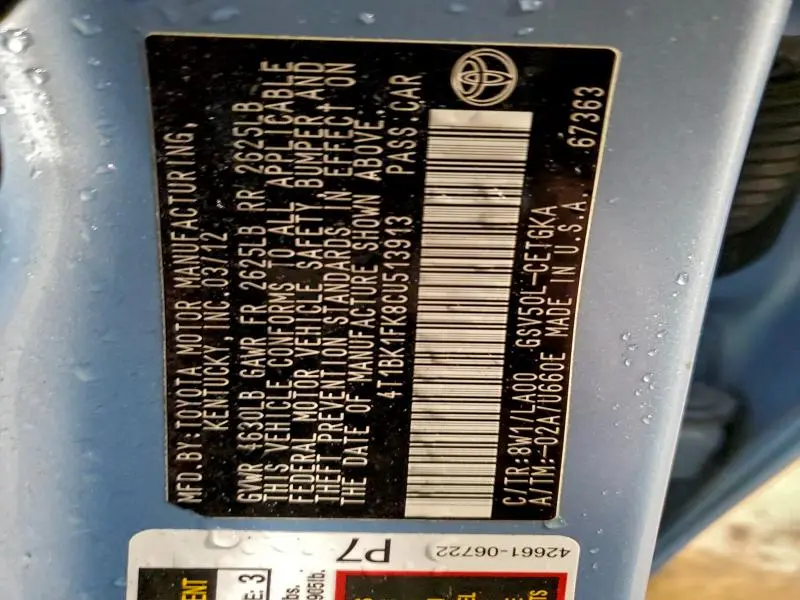 MFD.BY:TOYOTA MOTOR MANUFACTURING,
KENTUCKY, INC.03/12
GVWR 4630LB GAWR FR 2625LB RR 2625LB
THIS VEHICLE CONFORMS TO ALL APPLICABLE
FEDERAL MOTOR VEHICLE SAFETY, BUMPER, AND
THEFT PREVENTION STANDARDS IN EFFECT ON
THE DATE OF MANUFACTURE SHOWN ABOVE.
4T1BK1FK8CU513913 PASS.CAR
C/TR:8W1/LA00 GSV50L-CETGKA
A/TM:-02A/U660E MADE IN U.S.A. 67363
P7
42661-06722
E: 3
905lb.